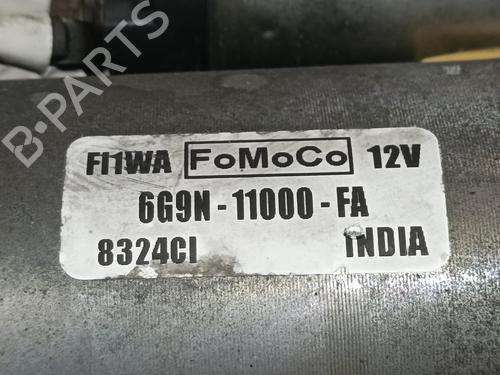 B-PARTS
FI1WA FoMoCo 12V
6G9N - 11000 - FA
8324CI INDIA